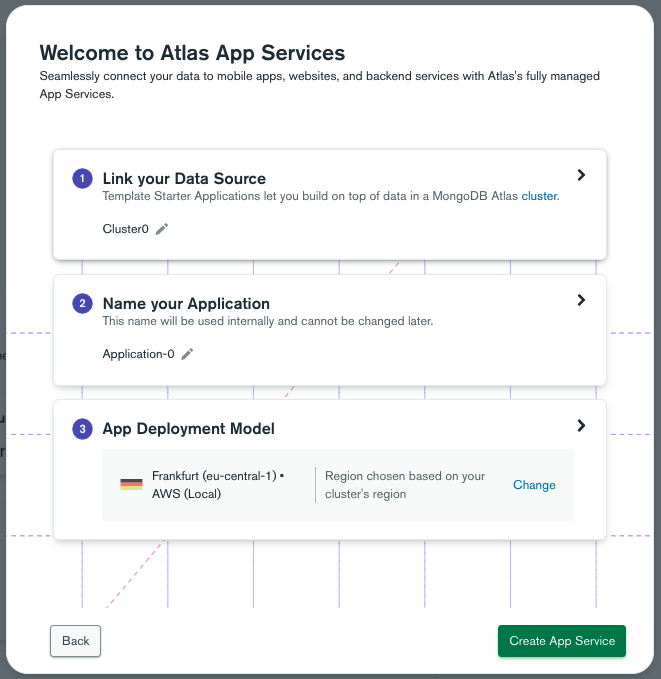 Welcome to Atlas App Services
Seamlessly connect your data to mobile apps, websites, and backend services with Atlas's fully managed
App Services.
1 Link your Data Source
Template Starter Applications let you build on top of data in a MongoDB Atlas cluster.
Cluster0
2 Name your Application
This name will be used internally and cannot be changed later.
Application-0
3 App Deployment Model
Frankfurt (eu-central-1) •
AWS (Local)
Region chosen based on your
cluster's region
Change
Back
Create App Service